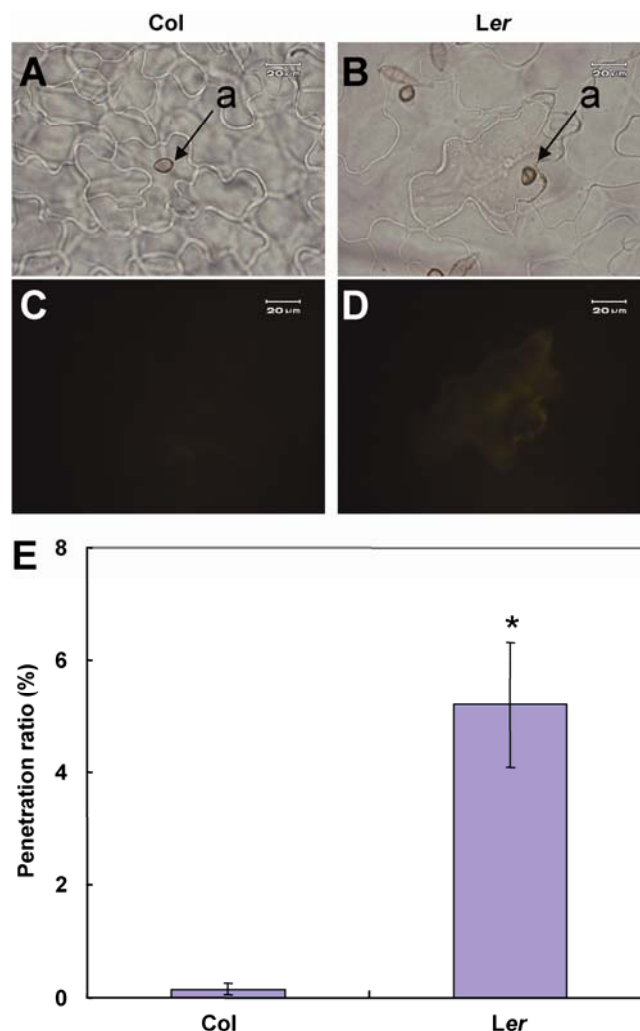 Col Ler
A B
20 µm 20 µm
a a
C D
20 µm 20 µm
E
8
*
6
Penetration ratio (%)
4
2
0
Col Ler